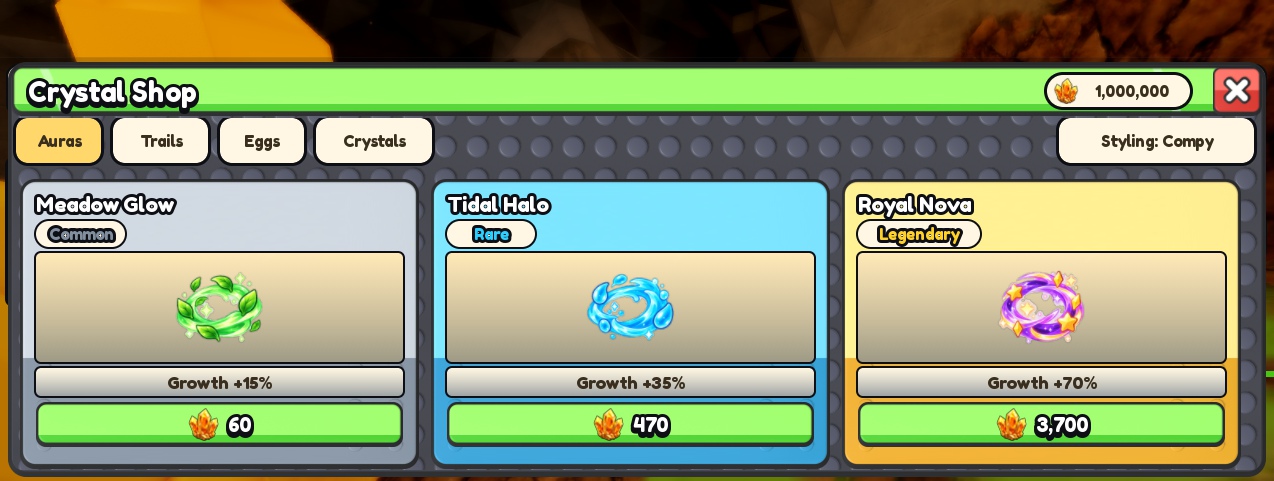 Crystal Shop
1,000,000
Auras
Trails
Eggs
Crystals
Styling: Compy
Meadow Glow
Common
Growth +15%
60
Tidal Halo
Rare
Growth +35%
470
Royal Nova
Legendary
Growth +70%
3,700